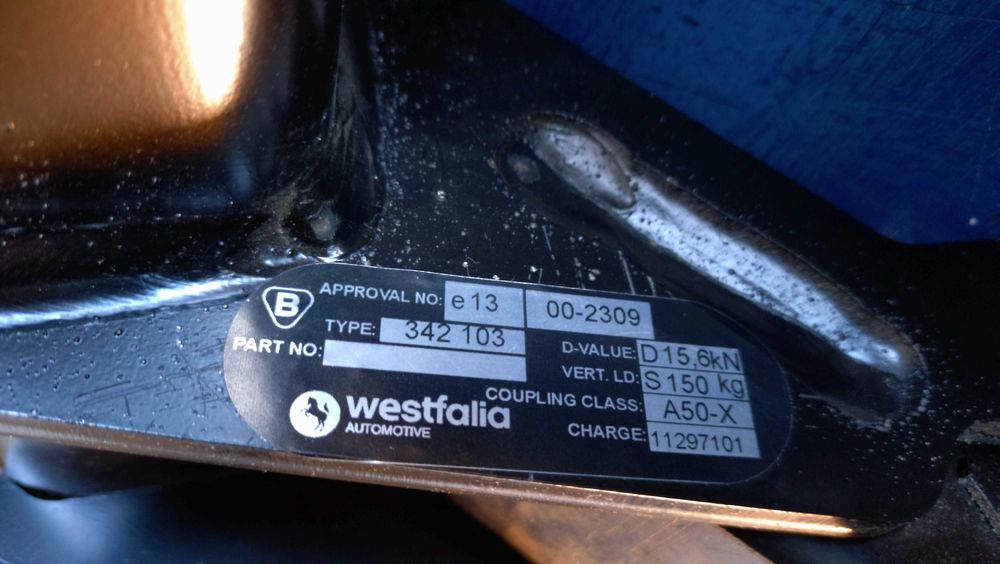 B
APPROVAL NO: e13 00-2309
TYPE: 342 103
PART NO:
D-VALUE: D15,6kN
VERT. LD: S150 kg
COUPLING CLASS: A50-X
CHARGE: 11297101
westfalia
AUTOMOTIVE